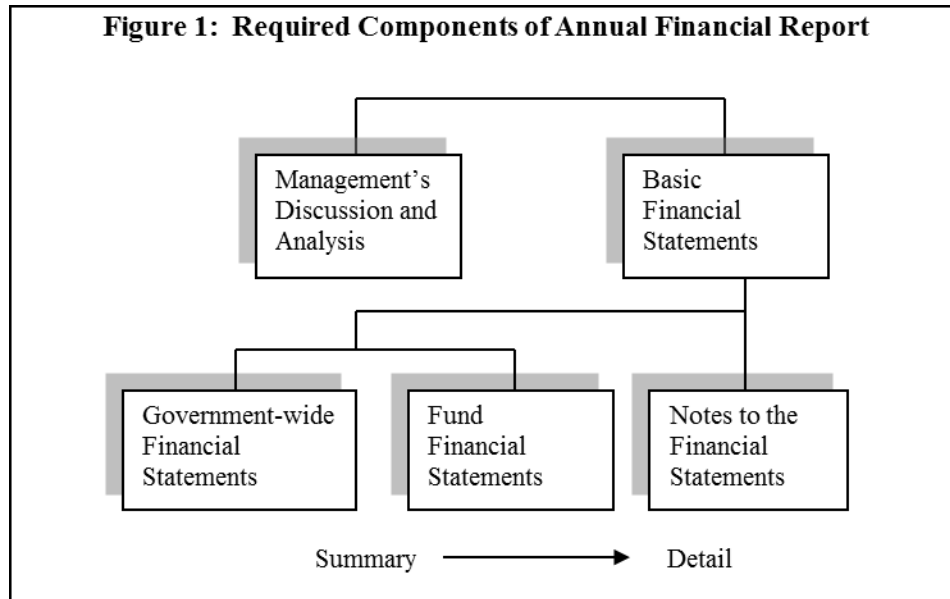 Figure 1: Required Components of Annual Financial Report
Management's
Discussion and
Analysis
Basic
Financial
Statements
Government-wide
Financial
Statements
Fund
Financial
Statements
Notes to the
Financial
Statements
Summary
Detail